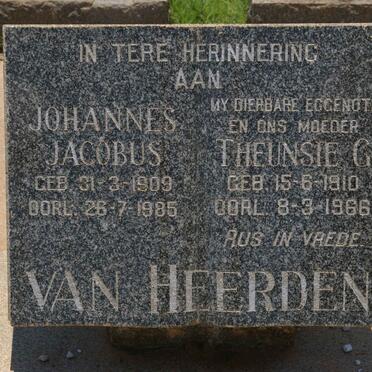 IN TERE HERINNERING
AAN
JOHANNES
JACOBUS
GEB. 31-3-1909
OORL. 26-7-1985
MY DIERBARE EGGENOTE
EN ONS MOEDER
THEUNSIE G
GEB. 15-6-1910
OORL. 8-3-1966
RUS IN VREDE
VAN HEERDEN